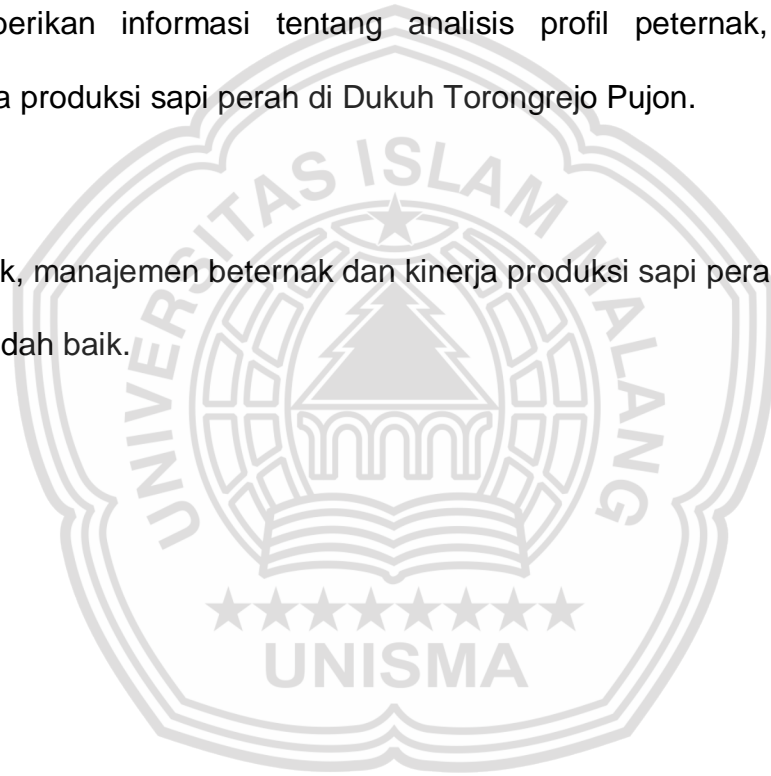 berikan informasi tentang analisis profil peternak,
a produksi sapi perah di Dukuh Torongrejo Pujon.
k, manajemen beternak dan kinerja produksi sapi pera
dah baik.
UNIVERSITAS ISLAM MALANG
UNISMA